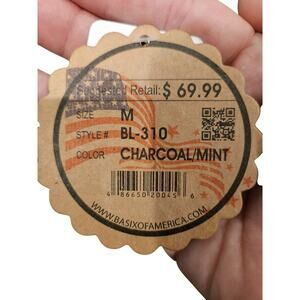 Suggested Retail: $ 69.99
SIZE M
STYLE # BL-310
COLOR CHARCOAL/MINT
4 86650 20045 6
WWW.BASIXOFAMERICA.COM